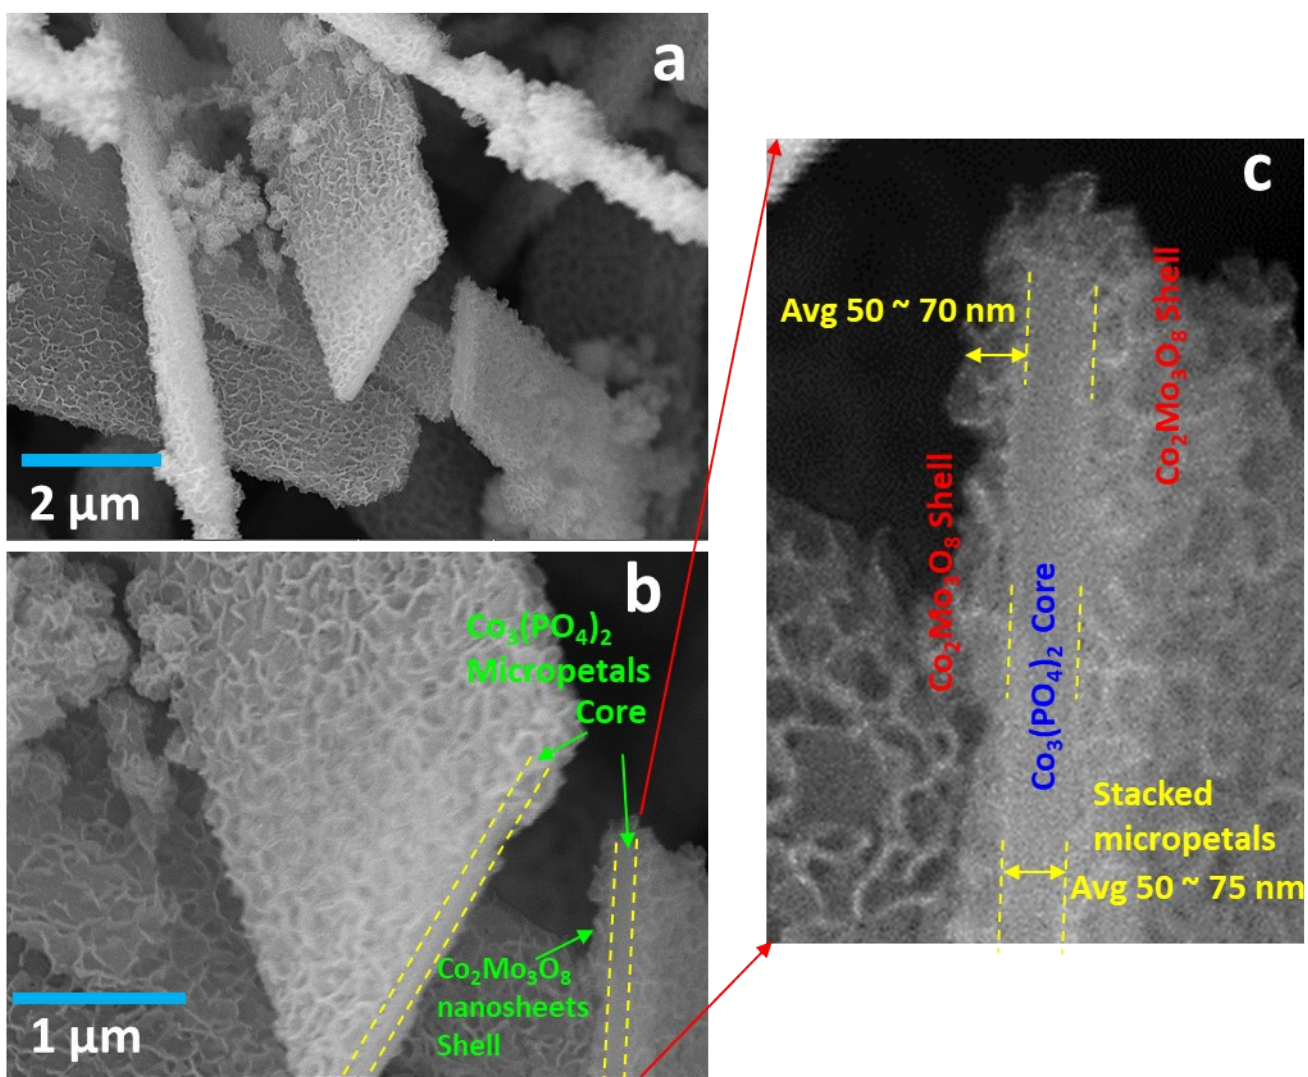 a
2 μm
b
Co₃(PO₄)₂
Micropetals
Core
Co₂Mo₃O₈
nanosheets
Shell
1 μm
c
Avg 50 ~ 70 nm
Co₂Mo₃O₈ Shell
Co₂Mo₃O₈ Shell
Co₃(PO₄)₂ Core
Stacked
micropetals
Avg 50 ~ 75 nm